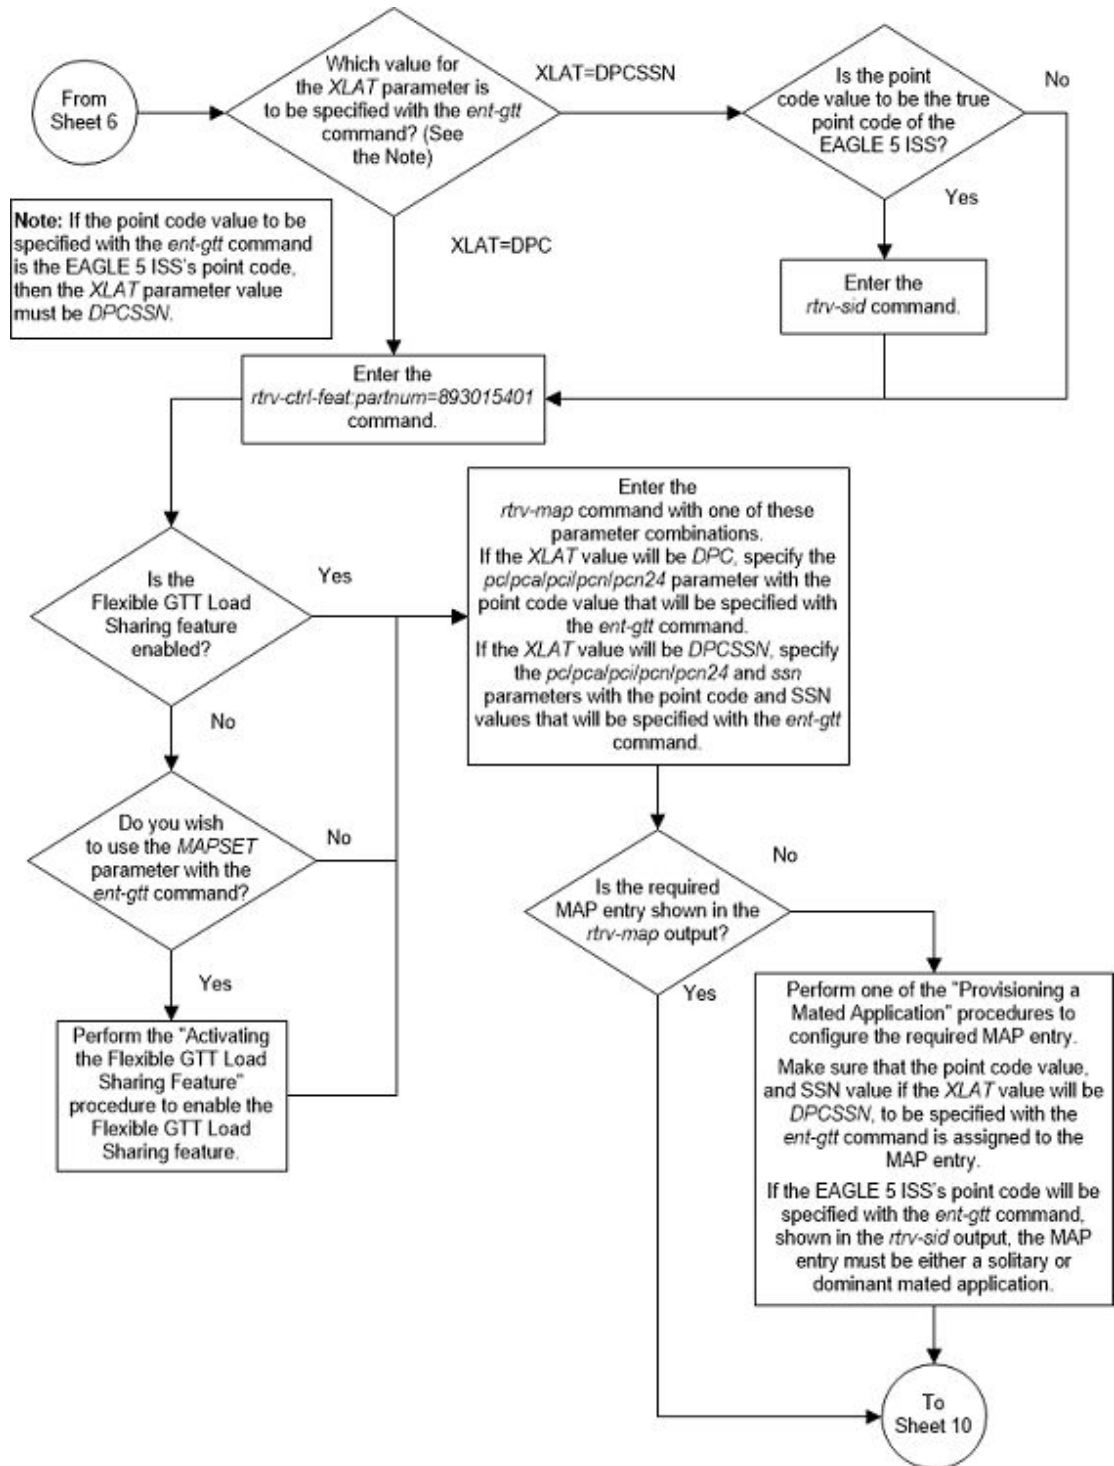 From
Sheet 6
Which value for
the XLAT parameter is
to be specified with the ent-gtt
command? (See
the Note)
XLAT=DPCSSN
Is the point
code value to be the true
point code of the
EAGLE 5 ISS?
No
Yes
Note: If the point code value to be
specified with the ent-gtt command
is the EAGLE 5 ISS's point code,
then the XLAT parameter value
must be DPCSSN.
XLAT=DPC
Enter the
rtrv-sid command.
Enter the
rtrv-ctrl-feat:partnum=893015401
command.
Is the
Flexible GTT Load
Sharing feature
enabled?
Yes
No
Enter the
rtrv-map command with one of these
parameter combinations.
If the XLAT value will be DPC, specify the
pc/pca/pci/pcn/pcn24 parameter with the
point code value that will be specified with
the ent-gtt command.
If the XLAT value will be DPCSSN, specify
the pc/pca/pci/pcn/pcn24 and ssn
parameters with the point code and SSN
values that will be specified with the ent-gtt
command.
Do you wish
to use the MAPSET
parameter with the
ent-gtt command?
No
Yes
Perform the "Activating
the Flexible GTT Load
Sharing Feature"
procedure to enable the
Flexible GTT Load
Sharing feature.
Is the required
MAP entry shown in the
rtrv-map output?
No
Yes
Perform one of the "Provisioning a
Mated Application" procedures to
configure the required MAP entry.
Make sure that the point code value,
and SSN value if the XLAT value will be
DPCSSN, to be specified with the
ent-gtt command is assigned to the
MAP entry.
If the EAGLE 5 ISS's point code will be
specified with the ent-gtt command,
shown in the rtrv-sid output, the MAP
entry must be either a solitary or
dominant mated application.
To
Sheet 10